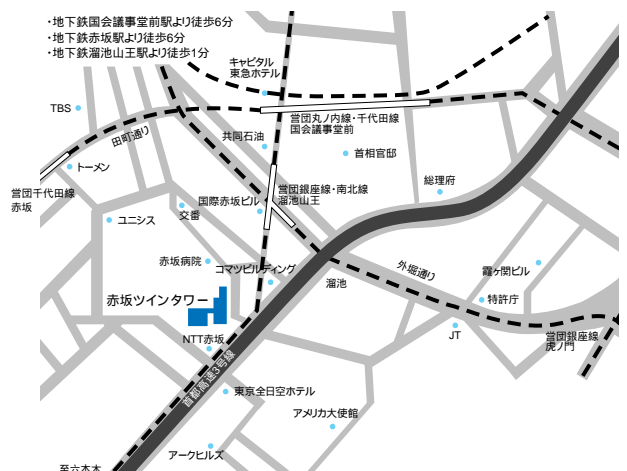 ・地下鉄国会議事堂前駅より徒歩6分
・地下鉄赤坂駅より徒歩6分
・地下鉄溜池山王駅より徒歩1分
キャピタル
東急ホテル
TBS
田町通り
営団丸ノ内線・千代田線
国会議事堂前
共同石油
首相官邸
トーメン
営団千代田線
赤坂
総理府
営団銀座線・南北線
溜池山王
国際赤坂ビル
交番
ユニシス
赤坂病院
コマツビルディング
溜池
外堀通り
霞ヶ関ビル
特許庁
赤坂ツインタワー
NTT赤坂
JT
営団銀座線
虎ノ門
首都高速3号線
東京全日空ホテル
アメリカ大使館
アークヒルズ
至六本木